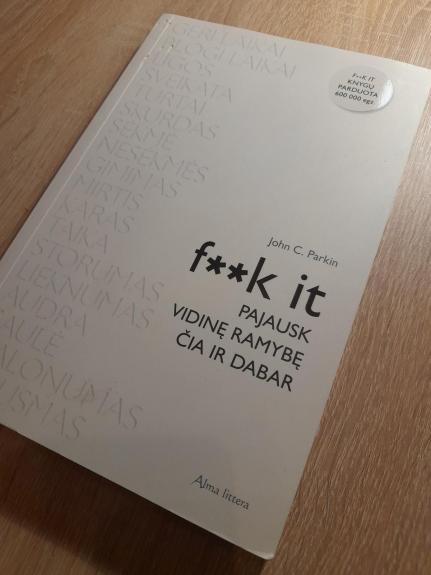 GERI LAIKAI
BLOGI LAIKAI
LIGOS
SVEIKATA
TURTAI
SKURDAS
SĖKMĖ
NESĖKMĖS
GIMIMAS
MIRTIS
KARAS
TAIKA
STORUMAS
LIEKNUMAS
AUDRA
SAULĖ
F**K IT
KNYGŲ
PARDUOTA
600 000 egz.
John C. Parkin
f**k it
PAJAUSK
VIDINĘ RAMYBĘ
ČIA IR DABAR
Alma littera